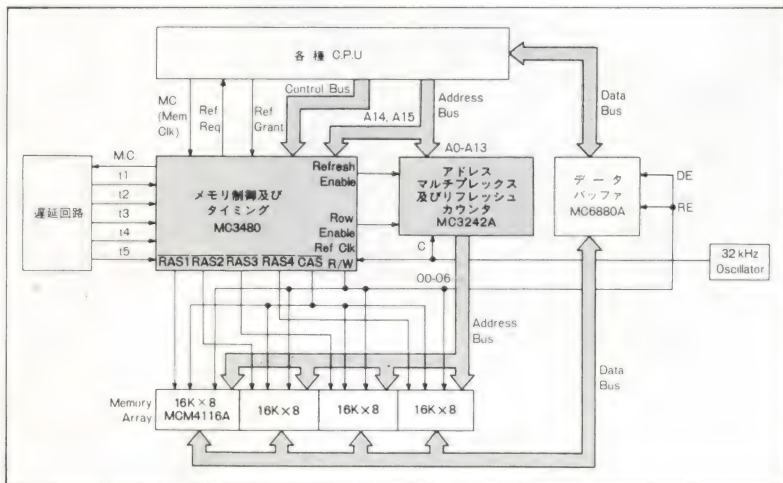 各種 C.P.U
MC
(Mem
Clk)
Ref
Req
Ref
Grant
Control Bus
A14, A15
Address
Bus
A0-A13
Data
Bus
遅延回路
M.C.
t1
t2
t3
t4
t5
メモリ制御及び
タイミング
MC3480
Refresh
Enable
Row
Enable
Ref Clk
RAS1 RAS2 RAS3 RAS4 CAS R/W
アドレス
マルチプレックス
及びリフレッシュ
カウンタ
MC3242A
C
データ
バッファ
MC6880A
DE
RE
32 kHz
Oscillator
00-06
Address
Bus
Data
Bus
Memory
Array
16K×8
MCM4116A
16K×8
16K×8
16K×8